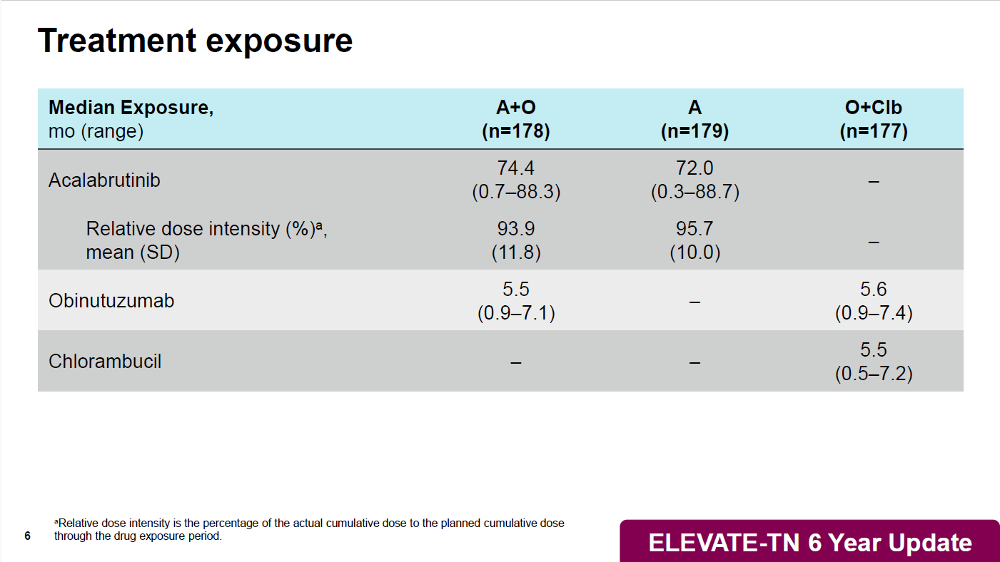 Treatment exposure
Median Exposure,
mo (range)
A+O
(n=178)
A
(n=179)
O+Clb
(n=177)
Acalabrutinib
74.4
(0.7–88.3)
72.0
(0.3–88.7)
–
Relative dose intensity (%)ᵃ,
mean (SD)
93.9
(11.8)
95.7
(10.0)
–
Obinutuzumab
5.5
(0.9–7.1)
–
5.6
(0.9–7.4)
Chlorambucil
–
–
5.5
(0.5–7.2)
ᵃRelative dose intensity is the percentage of the actual cumulative dose to the planned cumulative dose
through the drug exposure period.
6
ELEVATE-TN 6 Year Update